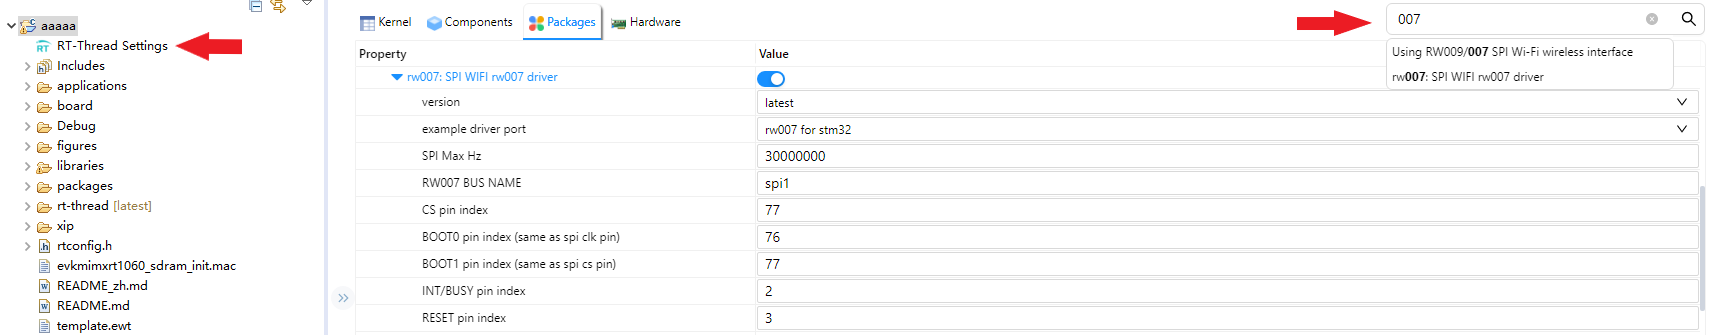 aaaaa
RT-Thread Settings
Includes
applications
board
Debug
figures
libraries
packages
rt-thread [latest]
xip
rtconfig.h
evkmimxrt1060_sdram_init.mac
README_zh.md
README.md
template.ewt
Kernel Components Packages Hardware
007
Using RW009/007 SPI Wi-Fi wireless interface
rw007: SPI WIFI rw007 driver
Property Value
rw007: SPI WIFI rw007 driver
version latest
example driver port rw007 for stm32
SPI Max Hz 30000000
RW007 BUS NAME spi1
CS pin index 77
BOOT0 pin index (same as spi clk pin) 76
BOOT1 pin index (same as spi cs pin) 77
INT/BUSY pin index 2
RESET pin index 3